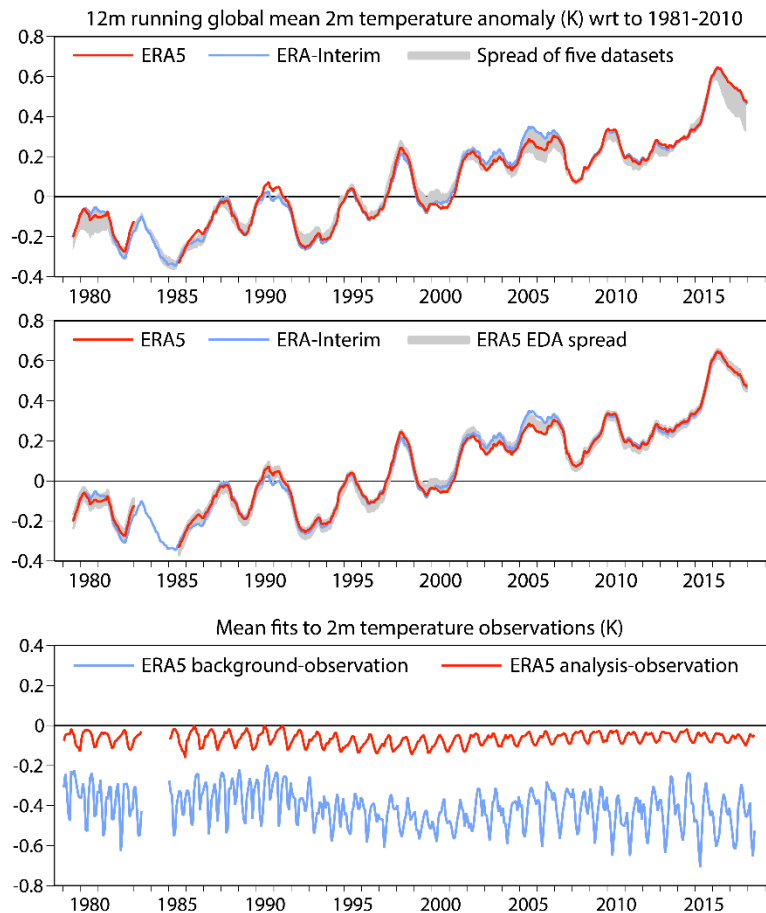 12m running global mean 2m temperature anomaly (K) wrt to 1981-2010
0.8
ERA5 ERA-Interim Spread of five datasets
0.6
0.4
0.2
0
-0.2
-0.4
1980 1985 1990 1995 2000 2005 2010 2015
0.8
ERA5 ERA-Interim ERA5 EDA spread
0.6
0.4
0.2
0
-0.2
-0.4
1980 1985 1990 1995 2000 2005 2010 2015
Mean fits to 2m temperature observations (K)
0.4
ERA5 background-observation ERA5 analysis-observation
0.2
0
-0.2
-0.4
-0.6
-0.8
1980 1985 1990 1995 2000 2005 2010 2015